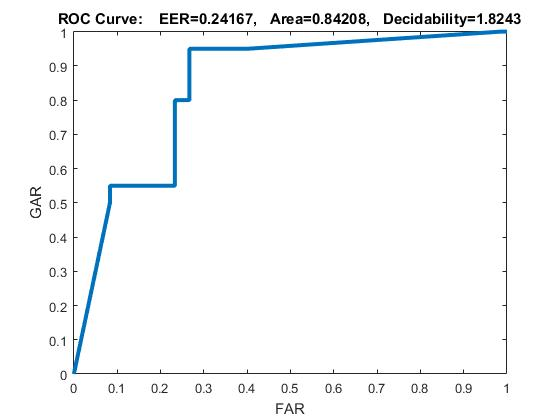 ROC Curve: EER=0.24167, Area=0.84208, Decidability=1.8243
1
0.9
0.8
0.7
0.6
0.5
0.4
0.3
0.2
0.1
0
GAR
0 0.1 0.2 0.3 0.4 0.5 0.6 0.7 0.8 0.9 1
FAR